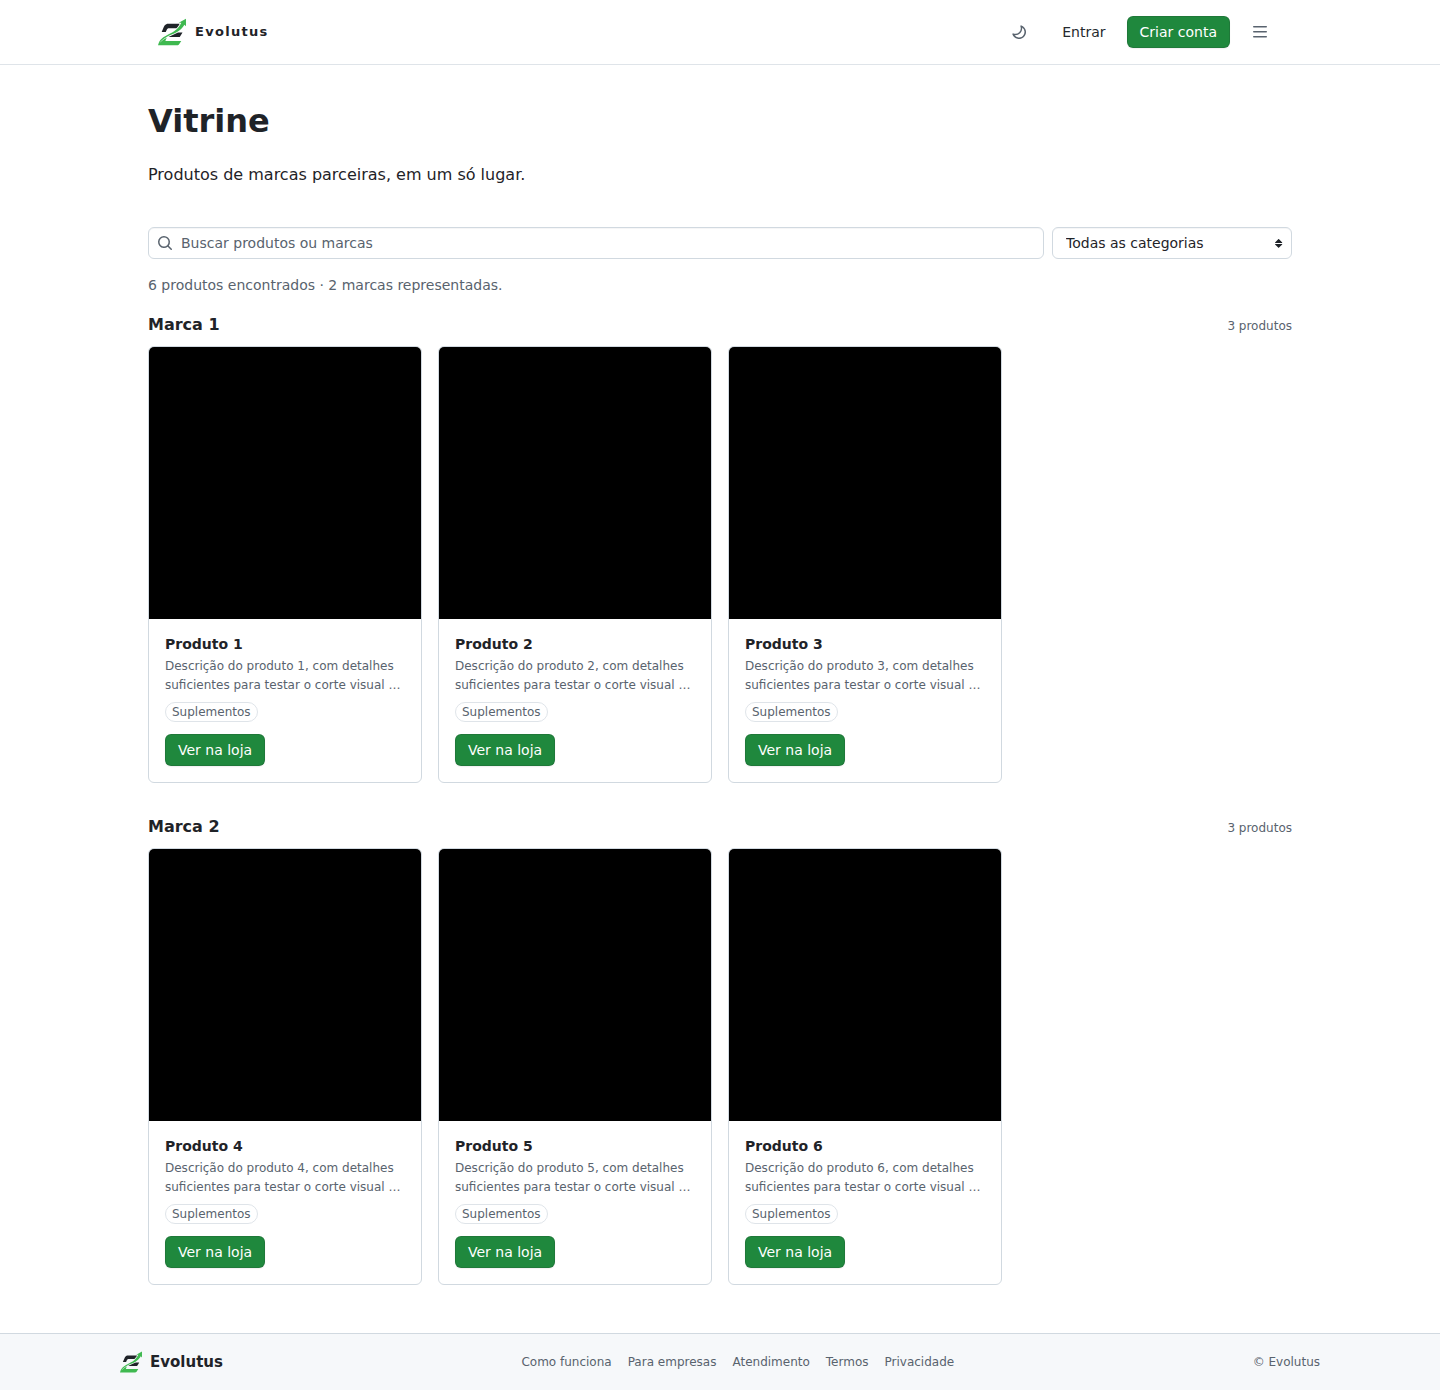 Evolutus
Entrar
Criar conta
Vitrine
Produtos de marcas parceiras, em um só lugar.
Buscar produtos ou marcas
Todas as categorias
6 produtos encontrados · 2 marcas representadas.
Marca 1
3 produtos
Produto 1
Descrição do produto 1, com detalhes
suficientes para testar o corte visual ...
Suplementos
Ver na loja
Produto 2
Descrição do produto 2, com detalhes
suficientes para testar o corte visual ...
Suplementos
Ver na loja
Produto 3
Descrição do produto 3, com detalhes
suficientes para testar o corte visual ...
Suplementos
Ver na loja
Marca 2
3 produtos
Produto 4
Descrição do produto 4, com detalhes
suficientes para testar o corte visual ...
Suplementos
Ver na loja
Produto 5
Descrição do produto 5, com detalhes
suficientes para testar o corte visual ...
Suplementos
Ver na loja
Produto 6
Descrição do produto 6, com detalhes
suficientes para testar o corte visual ...
Suplementos
Ver na loja
Evolutus
Como funciona
Para empresas
Atendimento
Termos
Privacidade
© Evolutus